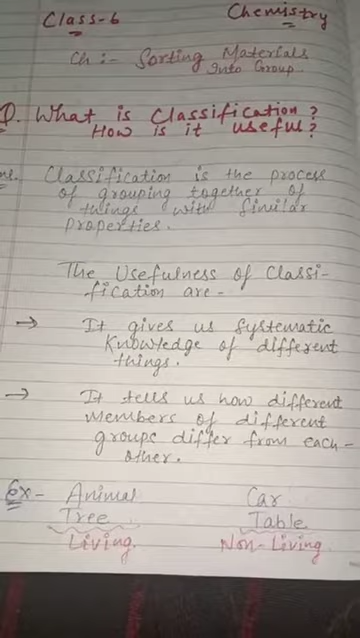 Class-6 Chemistry
Ch :- Sorting Materials
Into Group.
Q. What is Classification?
How is it useful?
Ans. Classification is the process
of grouping together of
things with Similar
properties.
The Usefulness of Classi-
fication are -
→ It gives us Systematic
Knowledge of different
things.
→ It tells us how different
members of different
groups differ from each-
other.
Ex- Animal Car
Tree Table
Living Non-Living